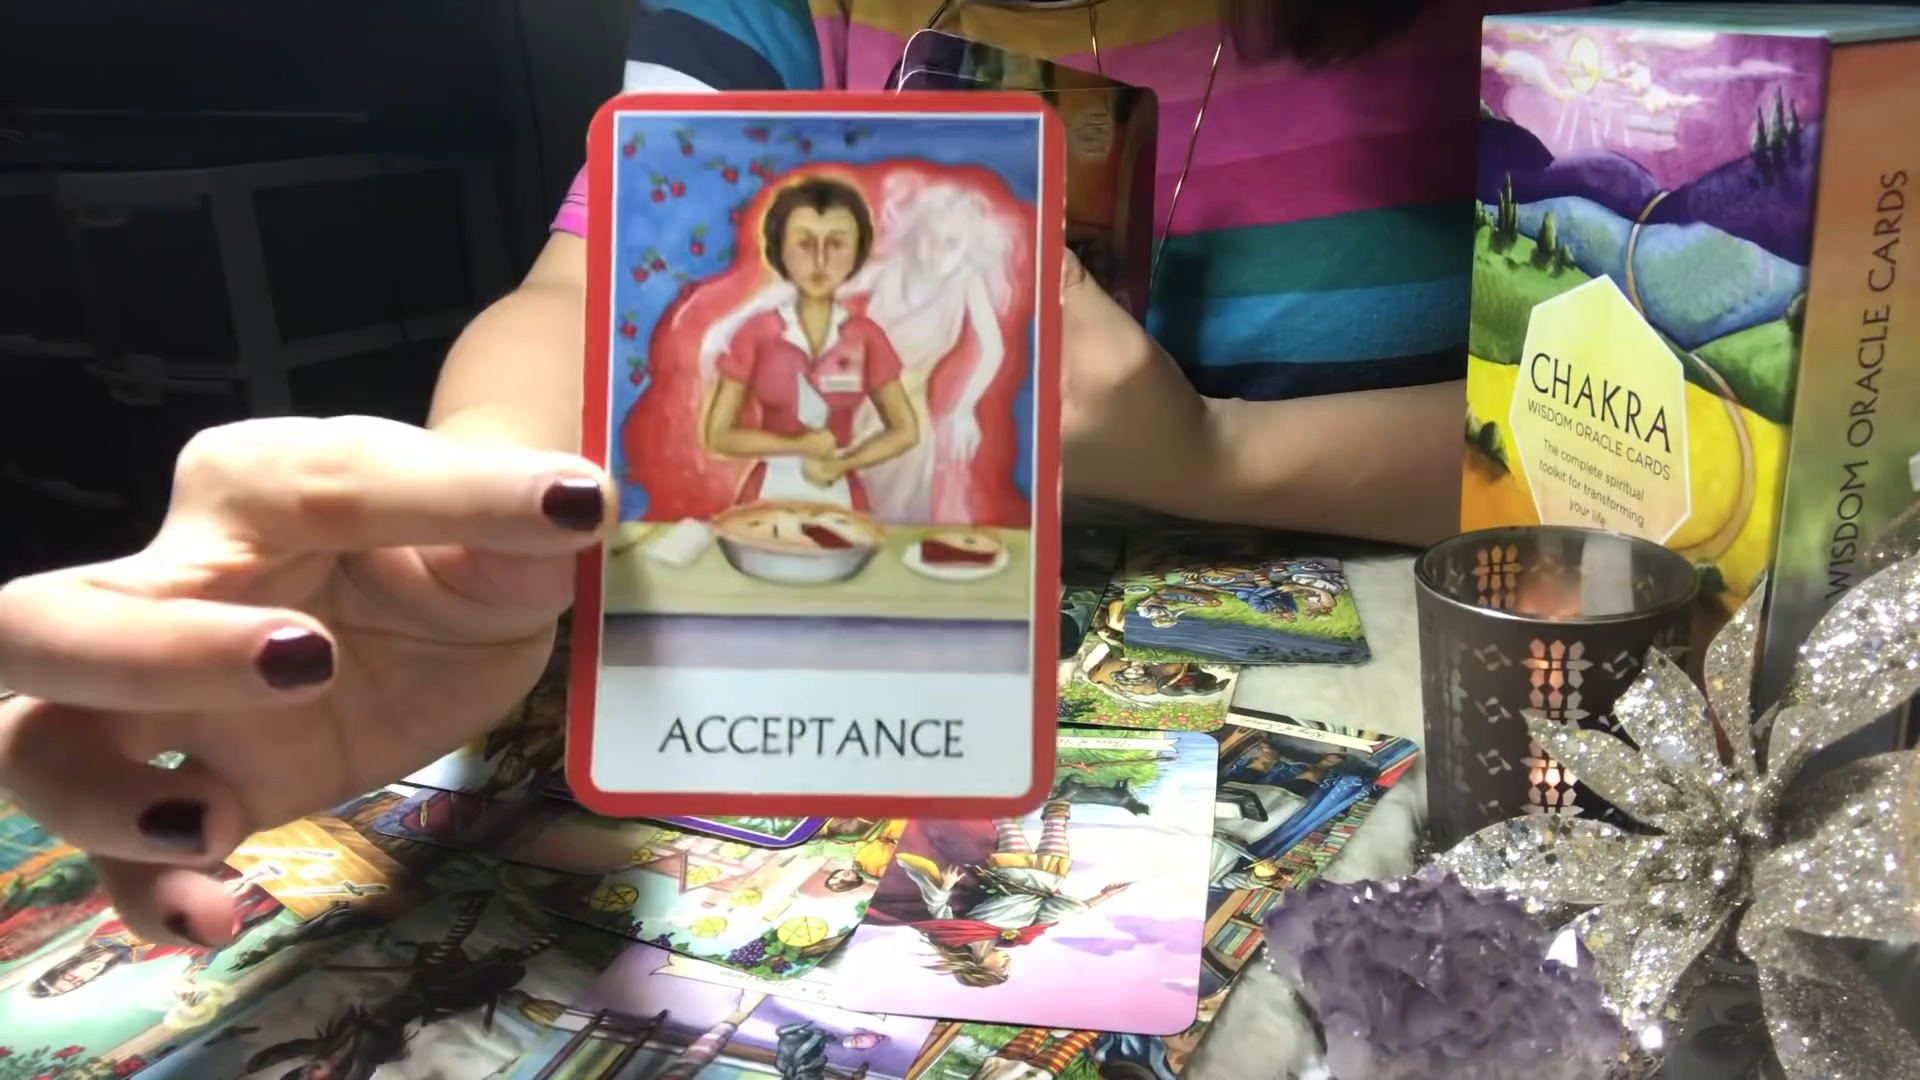 ACCEPTANCE
CHAKRA
WISDOM ORACLE CARDS
The complete spiritual
toolkit for transforming
your life
WISDOM ORACLE CARDS